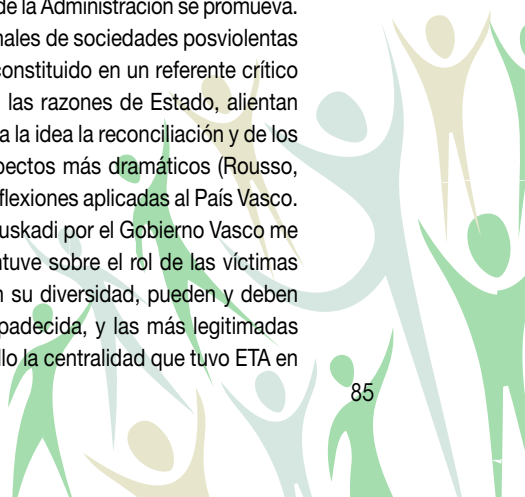 de la Administración se promueva.
nales de sociedades posviolentas
constituido en un referente crítico
las razones de Estado, alientan
a la idea la reconciliación y de los
pectos más dramáticos (Rousso,
flexiones aplicadas al País Vasco.
uskadi por el Gobierno Vasco me
ntuve sobre el rol de las víctimas
n su diversidad, pueden y deben
padecida, y las más legitimadas
llo la centralidad que tuvo ETA en
85